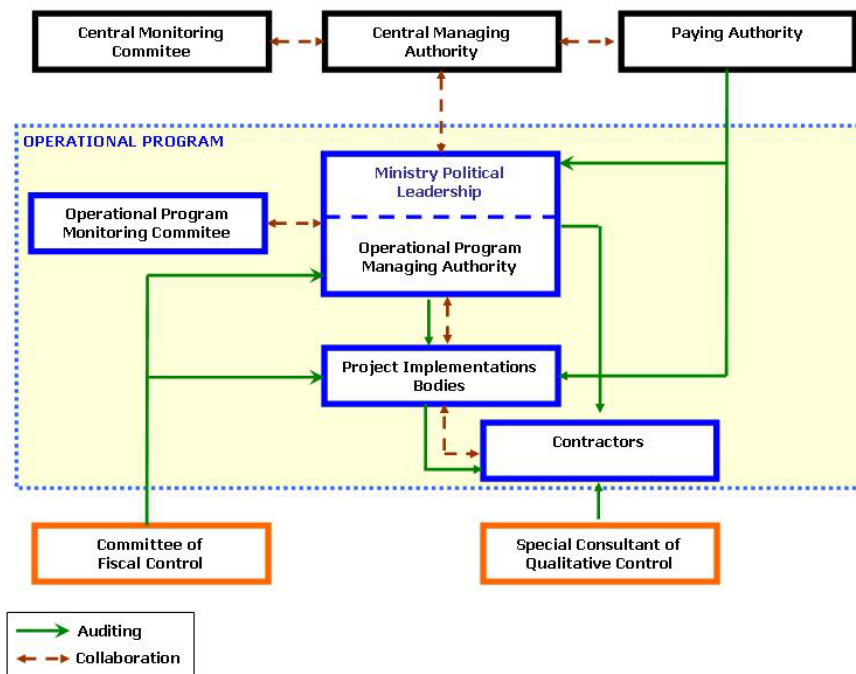 Central Monitoring
Commitee
Central Managing
Authority
Paying Authority
OPERATIONAL PROGRAM
Ministry Political
Leadership
Operational Program
Monitoring Commitee
Operational Program
Managing Authority
Project Implementations
Bodies
Contractors
Committee of
Fiscal Control
Special Consultant of
Qualitative Control
Auditing
Collaboration